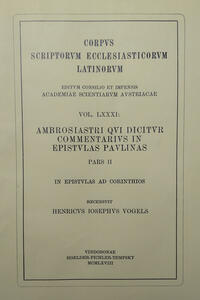 CORPVS
SCRIPTORVM ECCLESIASTICORVM
LATINORVM
EDITVM CONSILIO ET IMPENSIS
ACADEMIAE SCIENTIARVM AVSTRIACAE
VOL. LXXXI:
AMBROSIASTRI QVI DICITVR
COMMENTARIVS IN
EPISTVLAS PAVLINAS
PARS II
IN EPISTVLAS AD CORINTHIOS
RECENSVIT
HENRICVS IOSEPHVS VOGELS
VINDOBONAE
HOELDER-PICHLER-TEMPSKY
MCMLXVIII